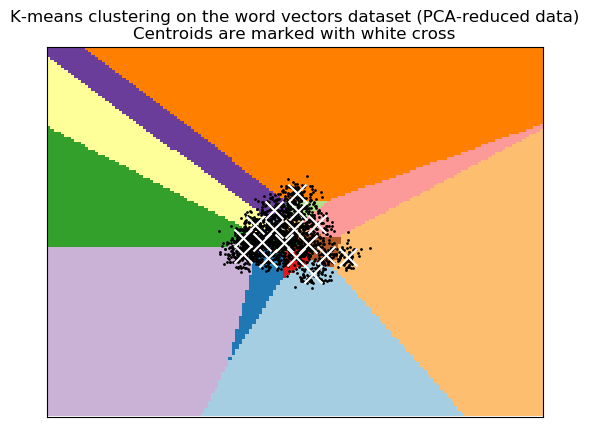 K-means clustering on the word vectors dataset (PCA-reduced data)
Centroids are marked with white cross